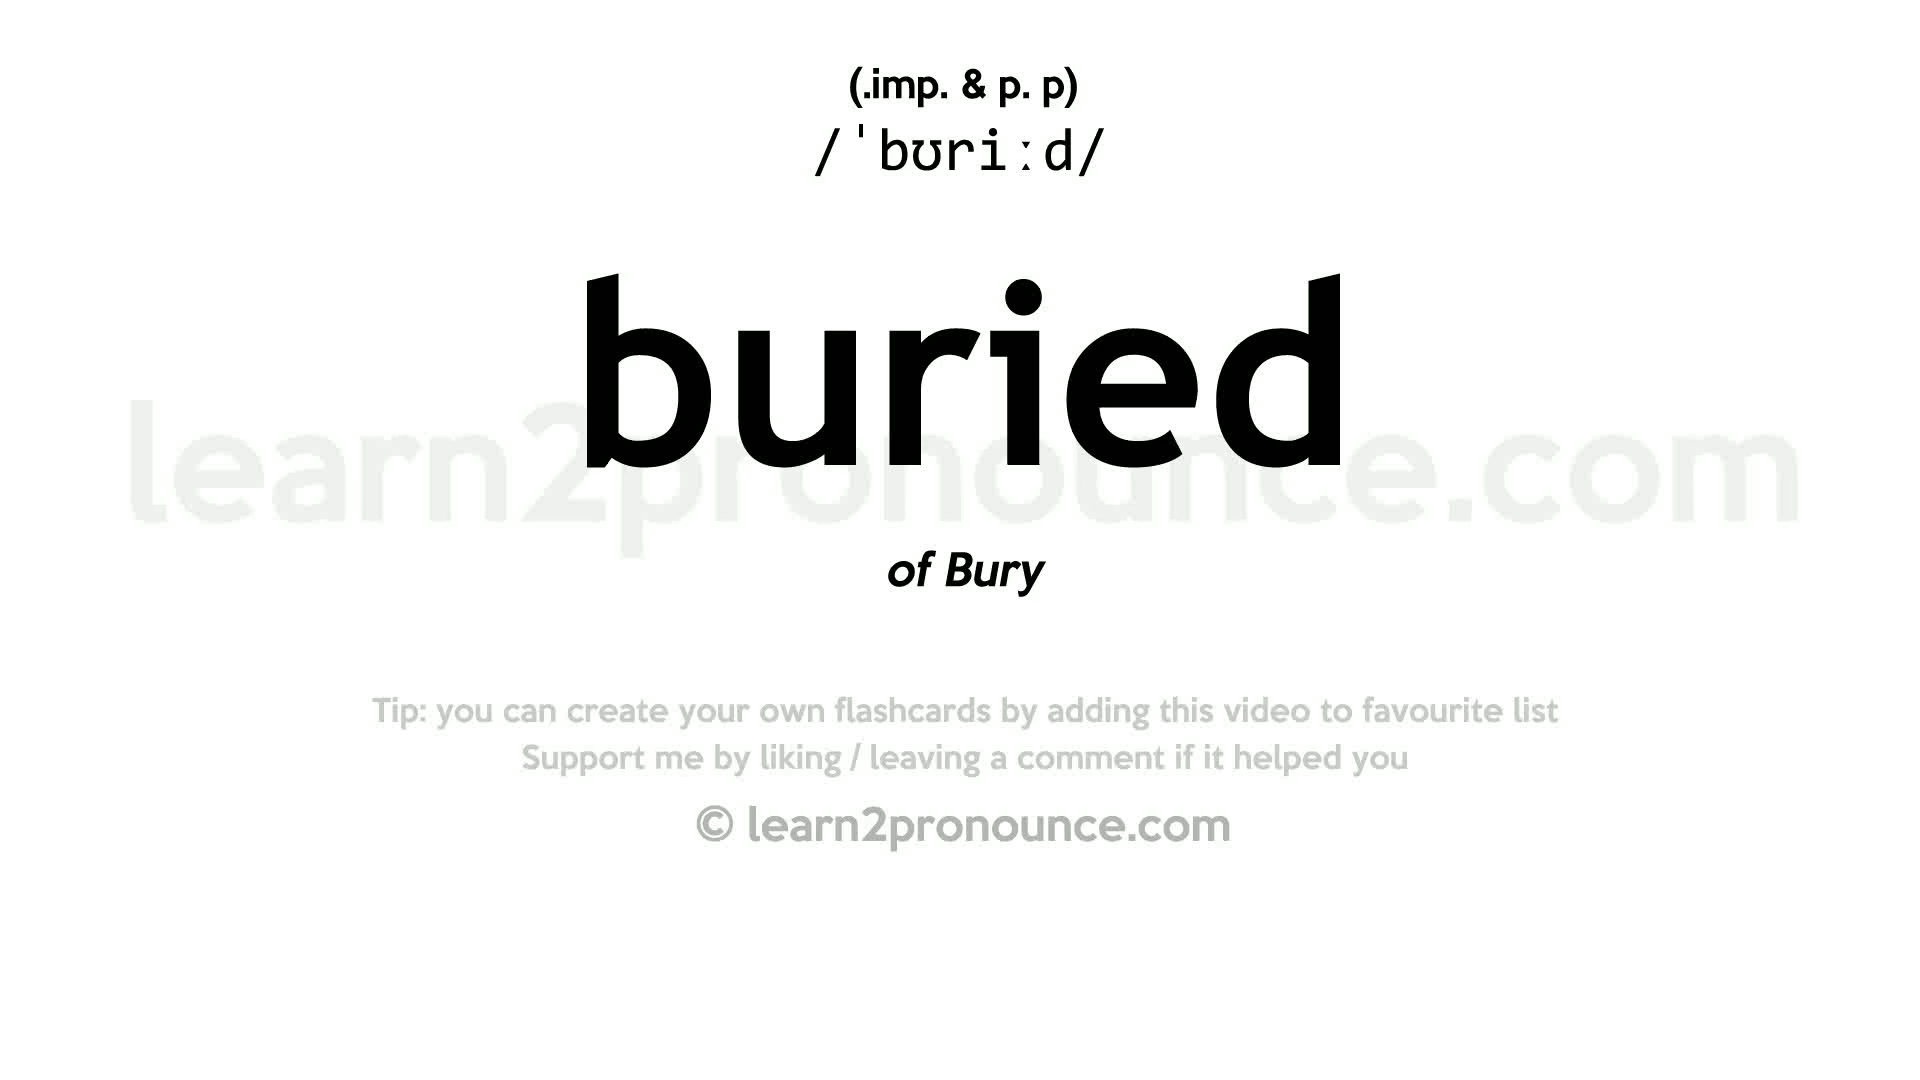 (.imp. & p. p)
/ˈbʊriːd/
buried
learn2pronounce.com
of Bury
Tip: you can create your own flashcards by adding this video to favourite list
Support me by liking / leaving a comment if it helped you
© learn2pronounce.com